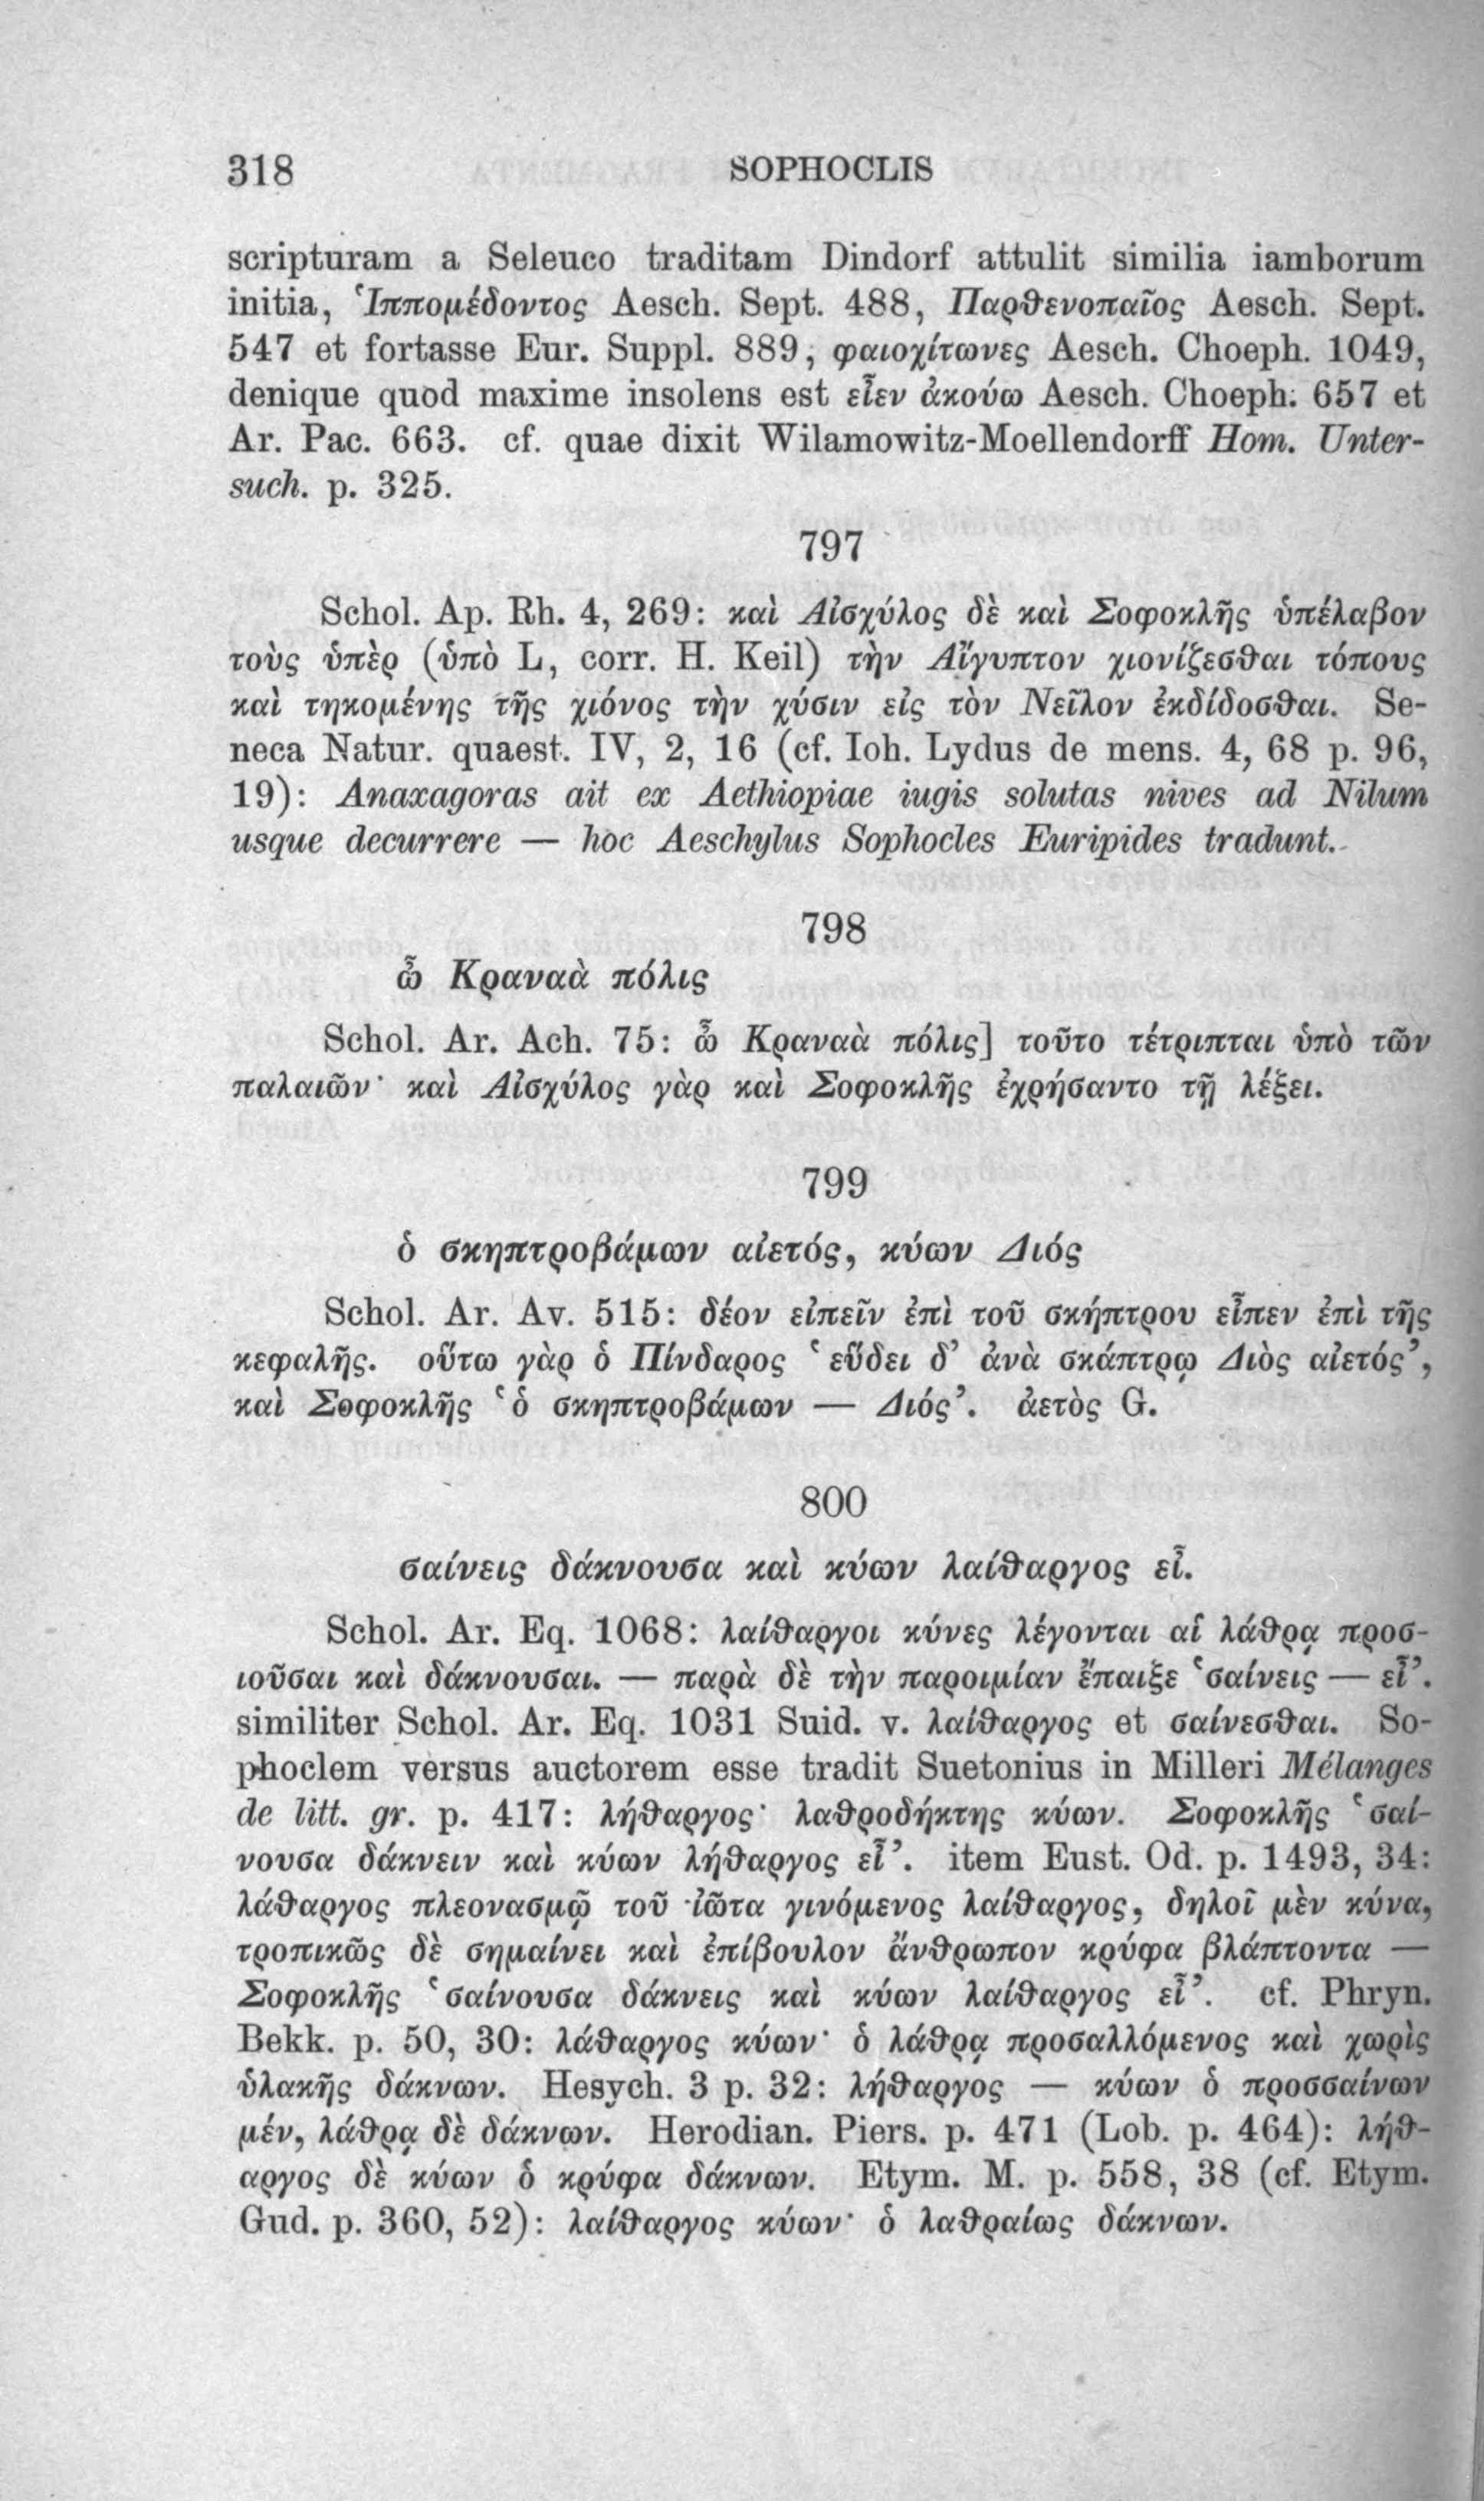 318 SOPHOCLIS
scripturam a Seleuco traditam Dindorf attulit similia iamborum
initia, Ἱππομέδοντος Aesch. Sept. 488, Παρθενοπαῖος Aesch. Sept.
547 et fortasse Eur. Suppl. 889, φαιοχίτωνες Aesch. Choeph. 1049,
denique quod maxime insolens est εἶεν ἀκούω Aesch. Choeph. 657 et
Ar. Pac. 663. cf. quae dixit Wilamowitz-Moellendorff Hom. Unter-
such. p. 325.
797
Schol. Ap. Rh. 4, 269: καὶ Αἰσχύλος δὲ καὶ Σοφοκλῆς ὑπέλαβον
τοὺς ὑπὲρ (ὑπὸ L, corr. H. Keil) τὴν Αἴγυπτον χιονίζεσθαι τόπους
καὶ τηκομένης τῆς χιόνος τὴν χύσιν εἰς τὸν Νεῖλον ἐκδίδοσθαι. Se-
neca Natur. quaest. IV, 2, 16 (cf. Ioh. Lydus de mens. 4, 68 p. 96,
19): Anaxagoras ait ex Aethiopiae iugis solutas nives ad Nilum
usque decurrere — hoc Aeschylus Sophocles Euripides tradunt.
798
ὦ Κραναὰ πόλις
Schol. Ar. Ach. 75: ὦ Κραναὰ πόλις] τοῦτο τέτριπται ὑπὸ τῶν
παλαιῶν· καὶ Αἰσχύλος γὰρ καὶ Σοφοκλῆς ἐχρήσαντο τῇ λέξει.
799
ὁ σκηπτροβάμων αἰετός, κύων Διός
Schol. Ar. Av. 515: δέον εἰπεῖν ἐπὶ τοῦ σκήπτρου εἶπεν ἐπὶ τῆς
κεφαλῆς. οὕτω γὰρ ὁ Πίνδαρος ‘εὕδει δ’ ἀνὰ σκάπτρῳ Διὸς αἰετός’,
καὶ Σοφοκλῆς ‘ὁ σκηπτροβάμων — Διός’. ἀετὸς G.
800
σαίνεις δάκνουσα καὶ κύων λαίθαργος εἶ.
Schol. Ar. Eq. 1068: λαίθαργοι κύνες λέγονται αἱ λάθρᾳ προσ-
ιοῦσαι καὶ δάκνουσαι. — παρὰ δὲ τὴν παροιμίαν ἔπαιξε ‘σαίνεις — εἶ’.
similiter Schol. Ar. Eq. 1031 Suid. v. λαίθαργος et σαίνεσθαι. So-
phoclem versus auctorem esse tradit Suetonius in Milleri Mélanges
de litt. gr. p. 417: λήθαργος· λαθροδήκτης κύων. Σοφοκλῆς ‘σαί-
νουσα δάκνειν καὶ κύων λήθαργος εἶ’. item Eust. Od. p. 1493, 34:
λάθαργος πλεονασμῷ τοῦ ἰῶτα γινόμενος λαίθαργος, δηλοῖ μὲν κύνα,
τροπικῶς δὲ σημαίνει καὶ ἐπίβουλον ἄνθρωπον κρύφα βλάπτοντα —
Σοφοκλῆς ‘σαίνουσα δάκνεις καὶ κύων λαίθαργος εἶ’. cf. Phryn.
Bekk. p. 50, 30: λάθαργος κύων· ὁ λάθρᾳ προσαλλόμενος καὶ χωρὶς
ὑλακῆς δάκνων. Hesych. 3 p. 32: λήθαργος — κύων ὁ προσσαίνων
μέν, λάθρᾳ δὲ δάκνων. Herodian. Piers. p. 471 (Lob. p. 464): λήθ-
αργος δὲ κύων ὁ κρύφα δάκνων. Etym. M. p. 558, 38 (cf. Etym.
Gud. p. 360, 52): λαίθαργος κύων· ὁ λαθραίως δάκνων.